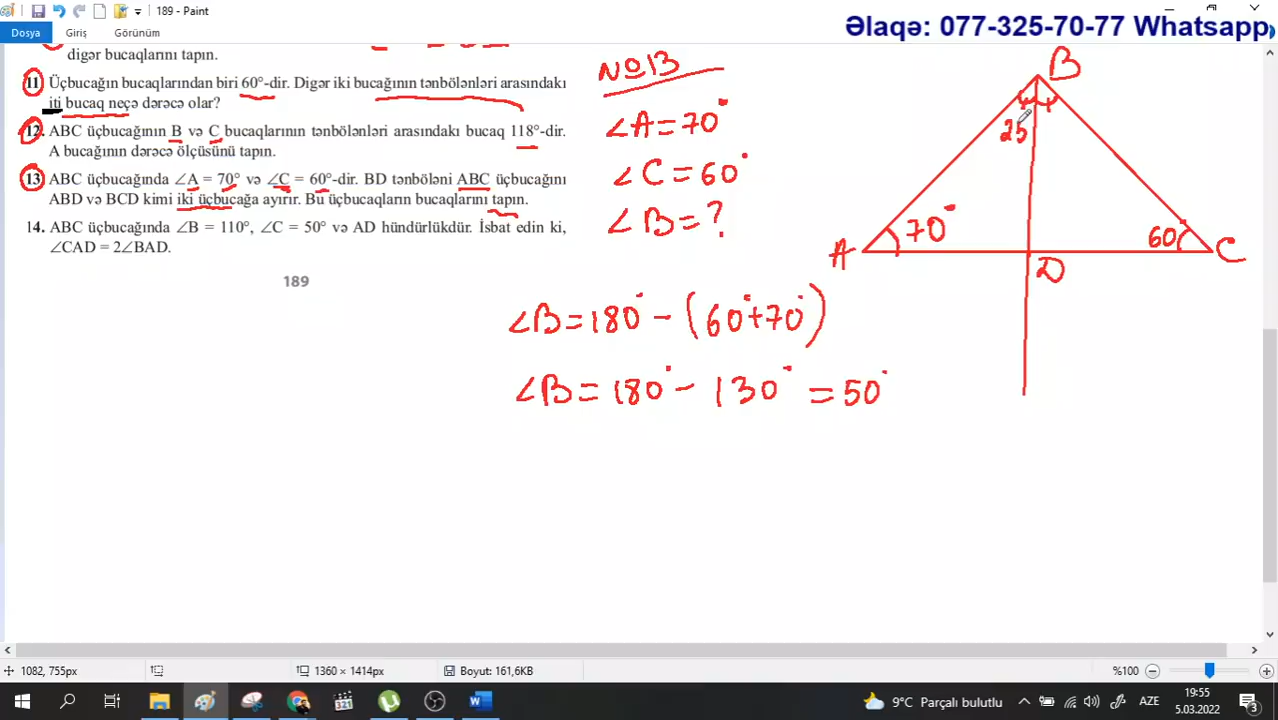 189 - Paint
Əlaqə: 077-325-70-77 Whatsapp
Dosya Giriş Görünüm
digər bucaqlarını tapın.
11 Üçbucağın bucaqlarından biri 60°-dir. Digər iki bucağının tənbölənləri arasındakı
iti bucaq neçə dərəcə olar?
12. ABC üçbucağının B və C bucaqlarının tənbölənləri arasındakı bucaq 118°-dir.
A bucağının dərəcə ölçüsünü tapın.
13 ABC üçbucağında ∠A = 70° və ∠C = 60°-dir. BD tənböləni ABC üçbucağını
ABD və BCD kimi iki üçbucağa ayırır. Bu üçbucaqların bucaqlarını tapın.
14. ABC üçbucağında ∠B = 110°, ∠C = 50° və AD hündürlükdür. İsbat edin ki,
∠CAD = 2∠BAD.
189
№13
∠A = 70°
∠C = 60°
∠B = ?
∠B = 180° - (60° + 70°)
∠B = 180° - 130° = 50°
B
25
70°
60
A
D
C
1082, 755px
1360 × 1414px
Boyut: 161,6KB
%100
9°C Parçalı bulutlu
AZE
19:55
5.03.2022
3